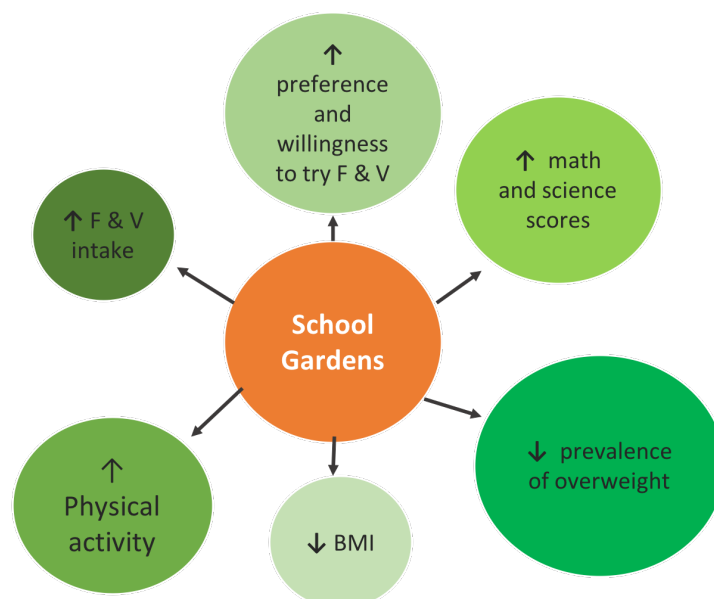 ↑
preference
and
willingness
to try F & V
↑ math
and science
scores
↑ F & V
intake
School
Gardens
↓ prevalence
of overweight
↑
Physical
activity
↓ BMI